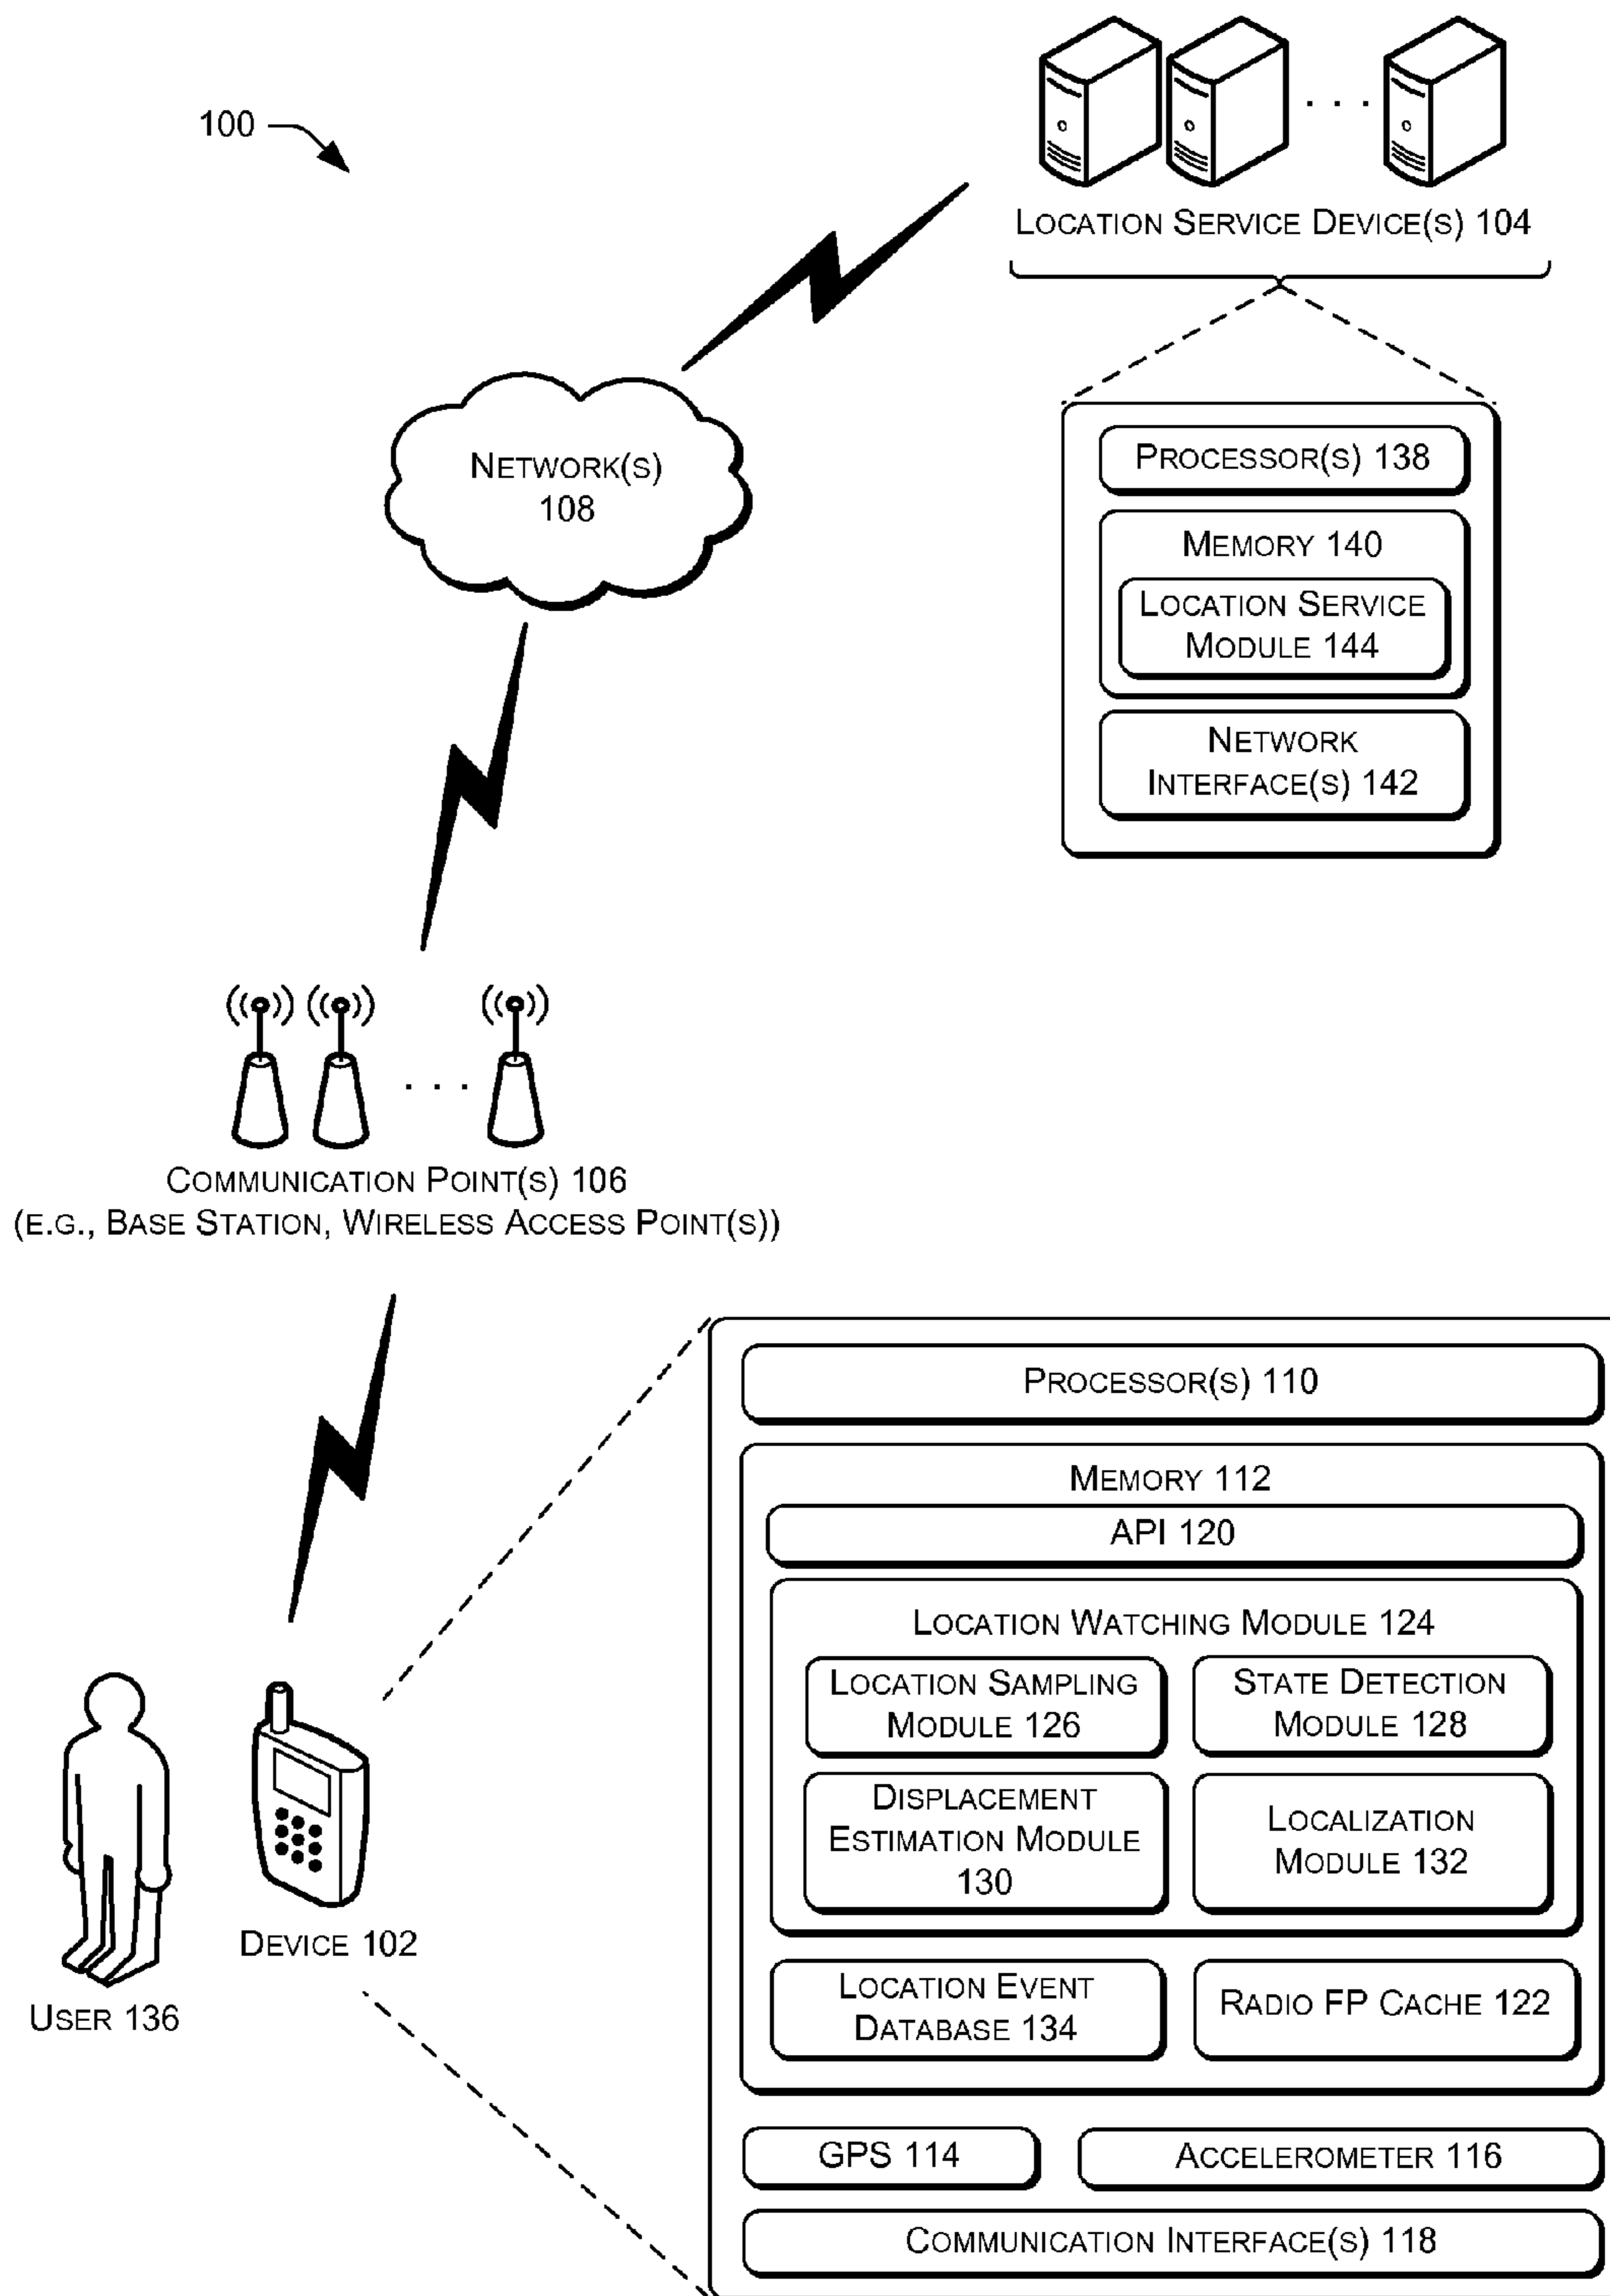 100
LOCATION SERVICE DEVICE(S) 104
PROCESSOR(S) 138
MEMORY 140
LOCATION SERVICE
MODULE 144
NETWORK
INTERFACE(S) 142
NETWORK(S)
108
COMMUNICATION POINT(S) 106
(E.G., BASE STATION, WIRELESS ACCESS POINT(S))
PROCESSOR(S) 110
MEMORY 112
API 120
LOCATION WATCHING MODULE 124
LOCATION SAMPLING
MODULE 126
STATE DETECTION
MODULE 128
DISPLACEMENT
ESTIMATION MODULE
130
LOCALIZATION
MODULE 132
LOCATION EVENT
DATABASE 134
RADIO FP CACHE 122
GPS 114
ACCELEROMETER 116
COMMUNICATION INTERFACE(S) 118
DEVICE 102
USER 136